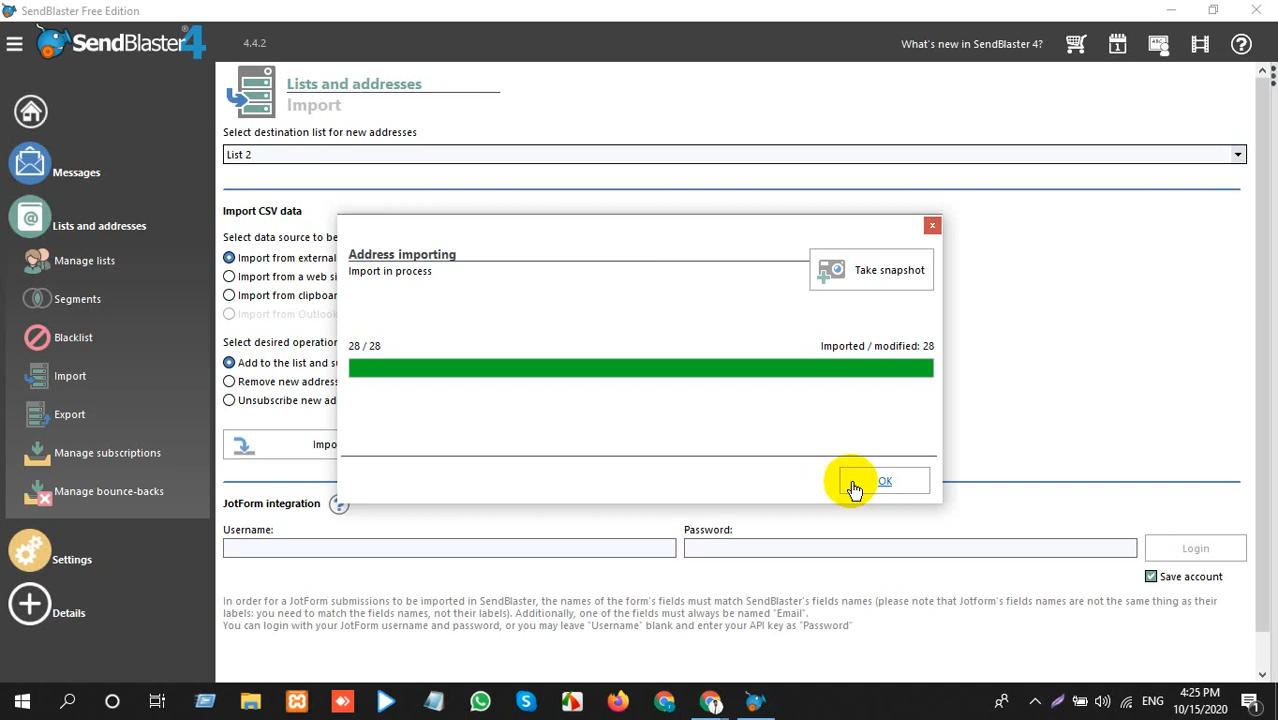 SendBlaster Free Edition
SendBlaster 4
4.4.2
What's new in SendBlaster 4?
Lists and addresses
Import
Select destination list for new addresses
List 2
Messages
Lists and addresses
Manage lists
Segments
Blacklist
Import
Export
Manage subscriptions
Manage bounce-backs
Settings
Details
Import CSV data
Select data source to be
Import from external
Import from a web si
Import from clipboar
Import from Outlook
Select desired operation
Add to the list and su
Remove new address
Unsubscribe new ad
Impo
Address importing
Import in process
Take snapshot
28 / 28
Imported / modified: 28
OK
JotForm integration
Username:
Password:
Login
Save account
In order for a JotForm submissions to be imported in SendBlaster, the names of the form's fields must match SendBlaster's fields names (please note that Jotform's fields names are not the same thing as their
labels: you need to match the fields names, not their labels). Additionally, one of the fields must always be named "Email".
You can login with your JotForm username and password, or you may leave "Username" blank and enter your API key as "Password"
ENG
4:25 PM
10/15/2020